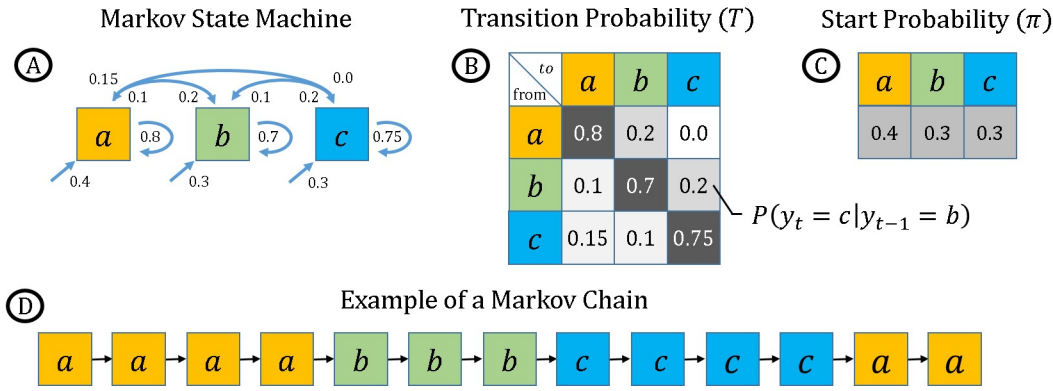 Markov State Machine
A
0.15
0.0
0.1
0.2
0.1
0.2
a
0.8
b
0.7
c
0.75
0.4
0.3
0.3
Transition Probability (T)
B
to
from
a b c
a 0.8 0.2 0.0
b 0.1 0.7 0.2
c 0.15 0.1 0.75
P(y_t = c|y_{t−1} = b)
Start Probability (π)
C
a b c
0.4 0.3 0.3
D
Example of a Markov Chain
a a a a b b b c c c c a a